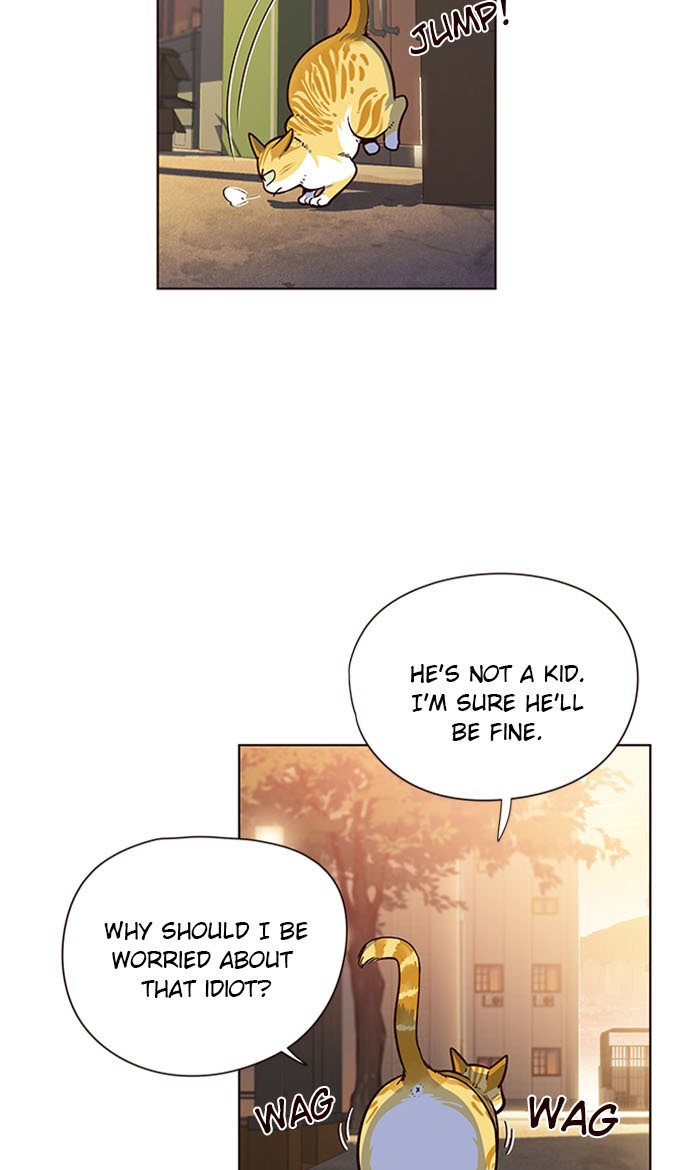 JUMP!
HE'S NOT A KID.
I'M SURE HE'LL
BE FINE.
WHY SHOULD I BE
WORRIED ABOUT
THAT IDIOT?
WAG
WAG